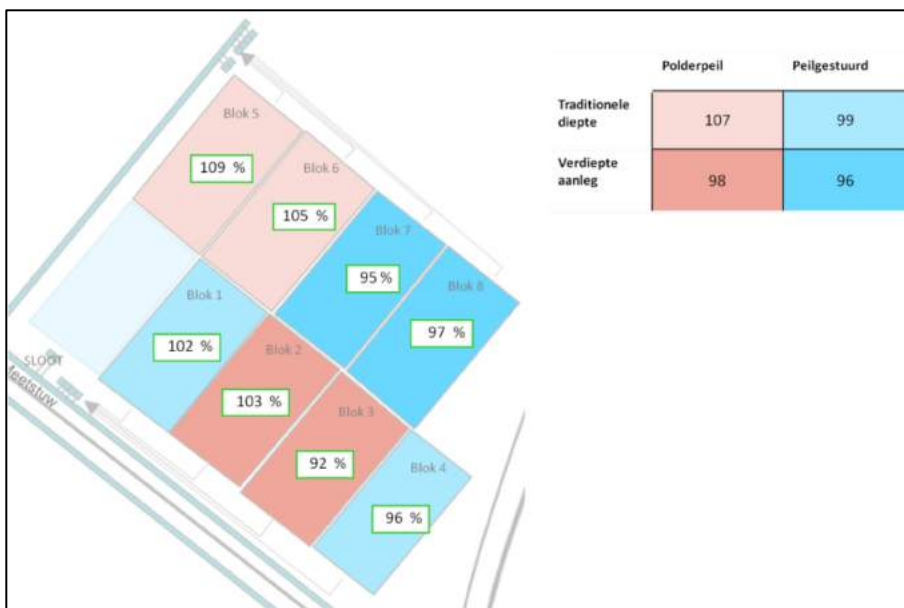 Polderpeil Peilgestuurd
Traditionele
diepte
107 99
Verdiepte
aanleg
98 96
Blok 5
109 %
Blok 6
105 %
Blok 7
95 %
Blok 8
97 %
Blok 1
102 %
Blok 2
103 %
Blok 3
92 %
Blok 4
96 %
SLOOT
Meetstuw